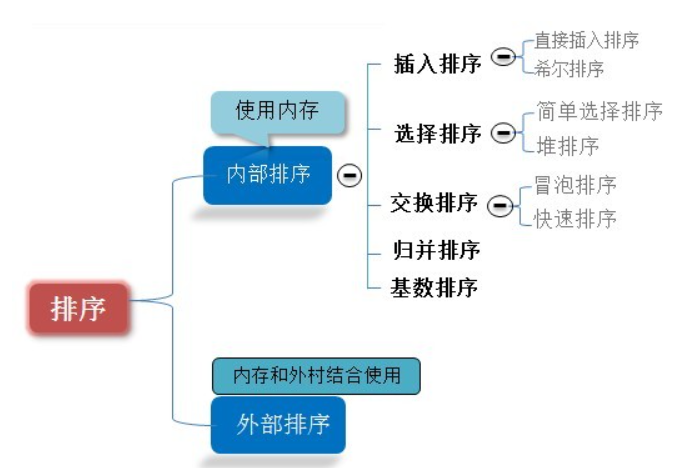 直接插入排序
插入排序
希尔排序
使用内存
简单选择排序
选择排序
堆排序
内部排序
冒泡排序
交换排序
快速排序
归并排序
基数排序
排序
内存和外村结合使用
外部排序